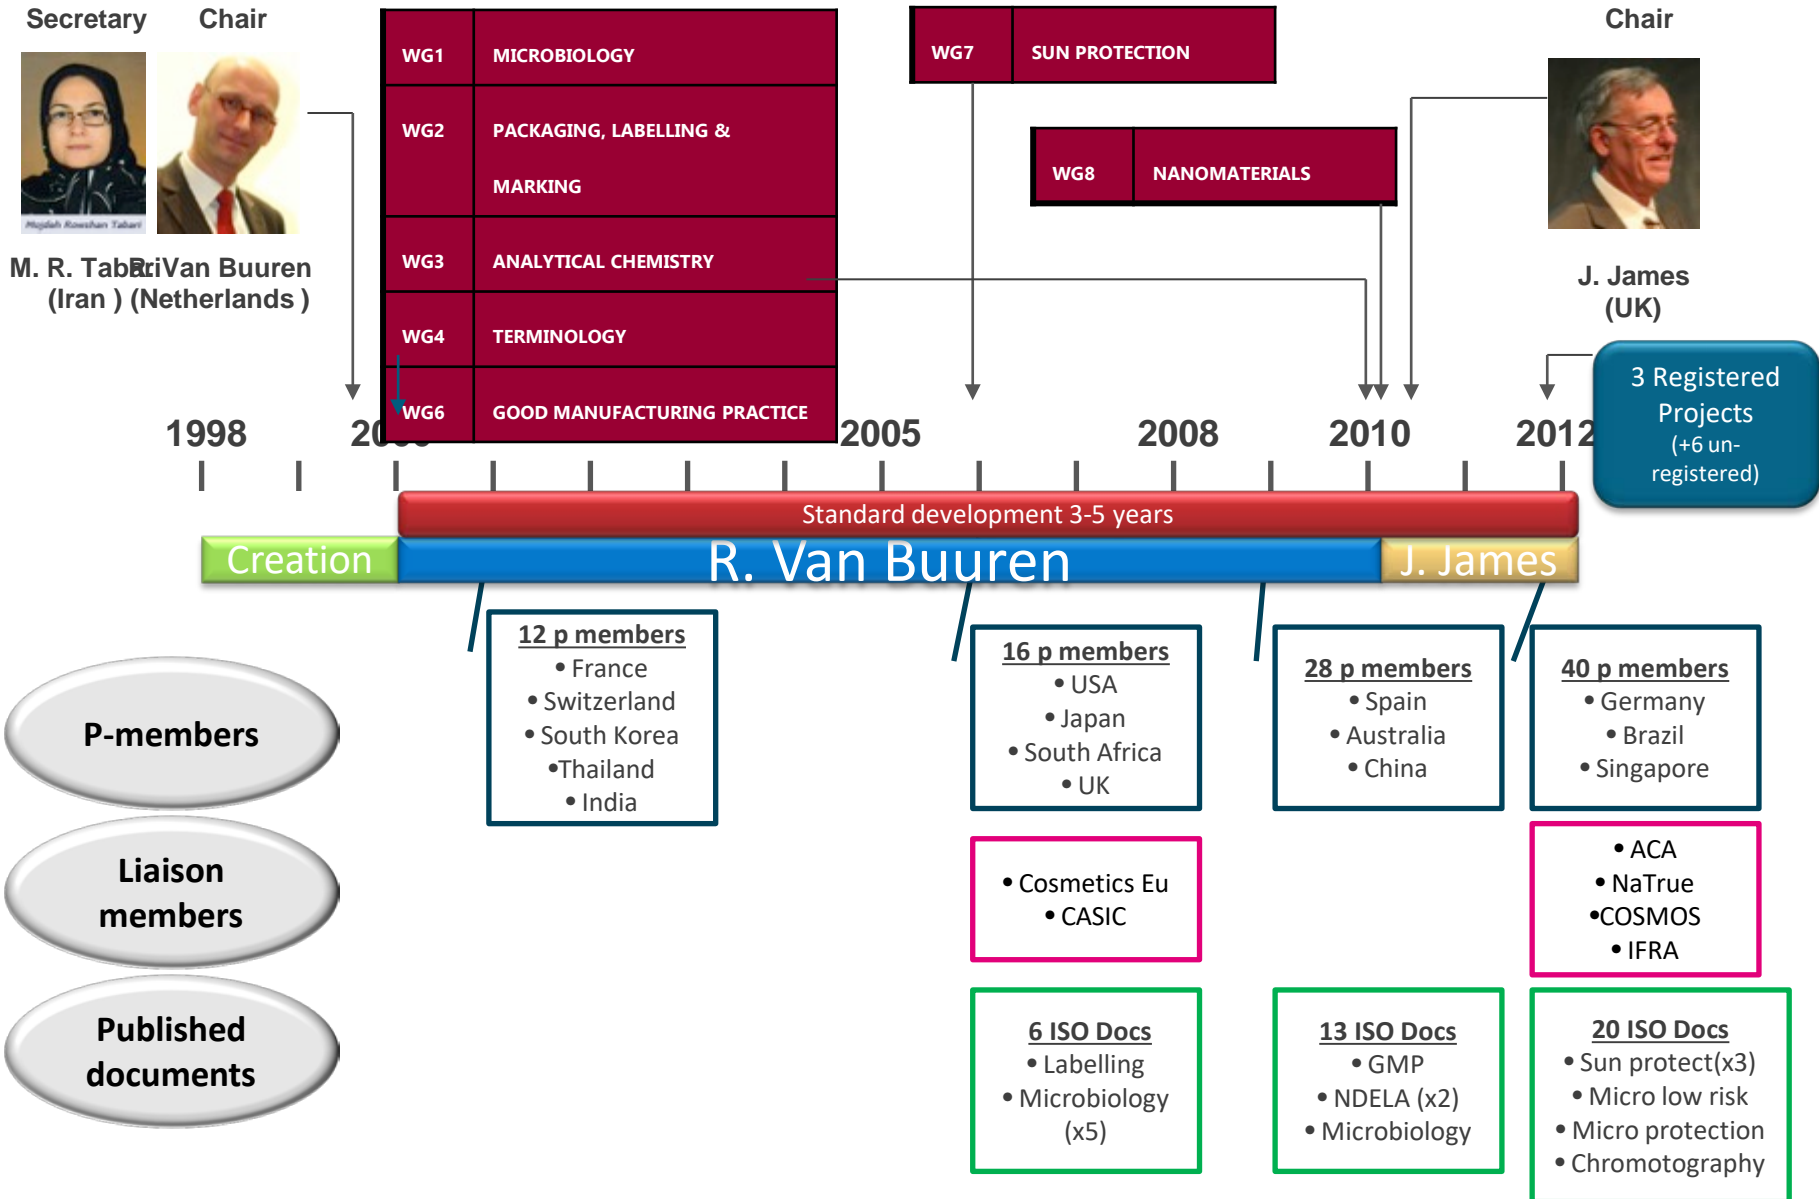 Secretary
Chair
Mojdeh Rowshan Tabari
M. R. Tabari
(Iran )
R. Van Buuren
(Netherlands )
WG1 MICROBIOLOGY
WG2 PACKAGING, LABELLING &
MARKING
WG3 ANALYTICAL CHEMISTRY
WG4 TERMINOLOGY
WG6 GOOD MANUFACTURING PRACTICE
WG7 SUN PROTECTION
WG8 NANOMATERIALS
Chair
J. James
(UK)
3 Registered
Projects
(+6 un-
registered)
1998
2005
2008
2010
2012
Standard development 3-5 years
Creation
R. Van Buuren
J. James
P-members
12 p members
• France
• Switzerland
• South Korea
•Thailand
• India
16 p members
• USA
• Japan
• South Africa
• UK
28 p members
• Spain
• Australia
• China
40 p members
• Germany
• Brazil
• Singapore
Liaison
members
• Cosmetics Eu
• CASIC
• ACA
• NaTrue
•COSMOS
• IFRA
Published
documents
6 ISO Docs
• Labelling
• Microbiology
(x5)
13 ISO Docs
• GMP
• NDELA (x2)
• Microbiology
20 ISO Docs
• Sun protect(x3)
• Micro low risk
• Micro protection
• Chromotography